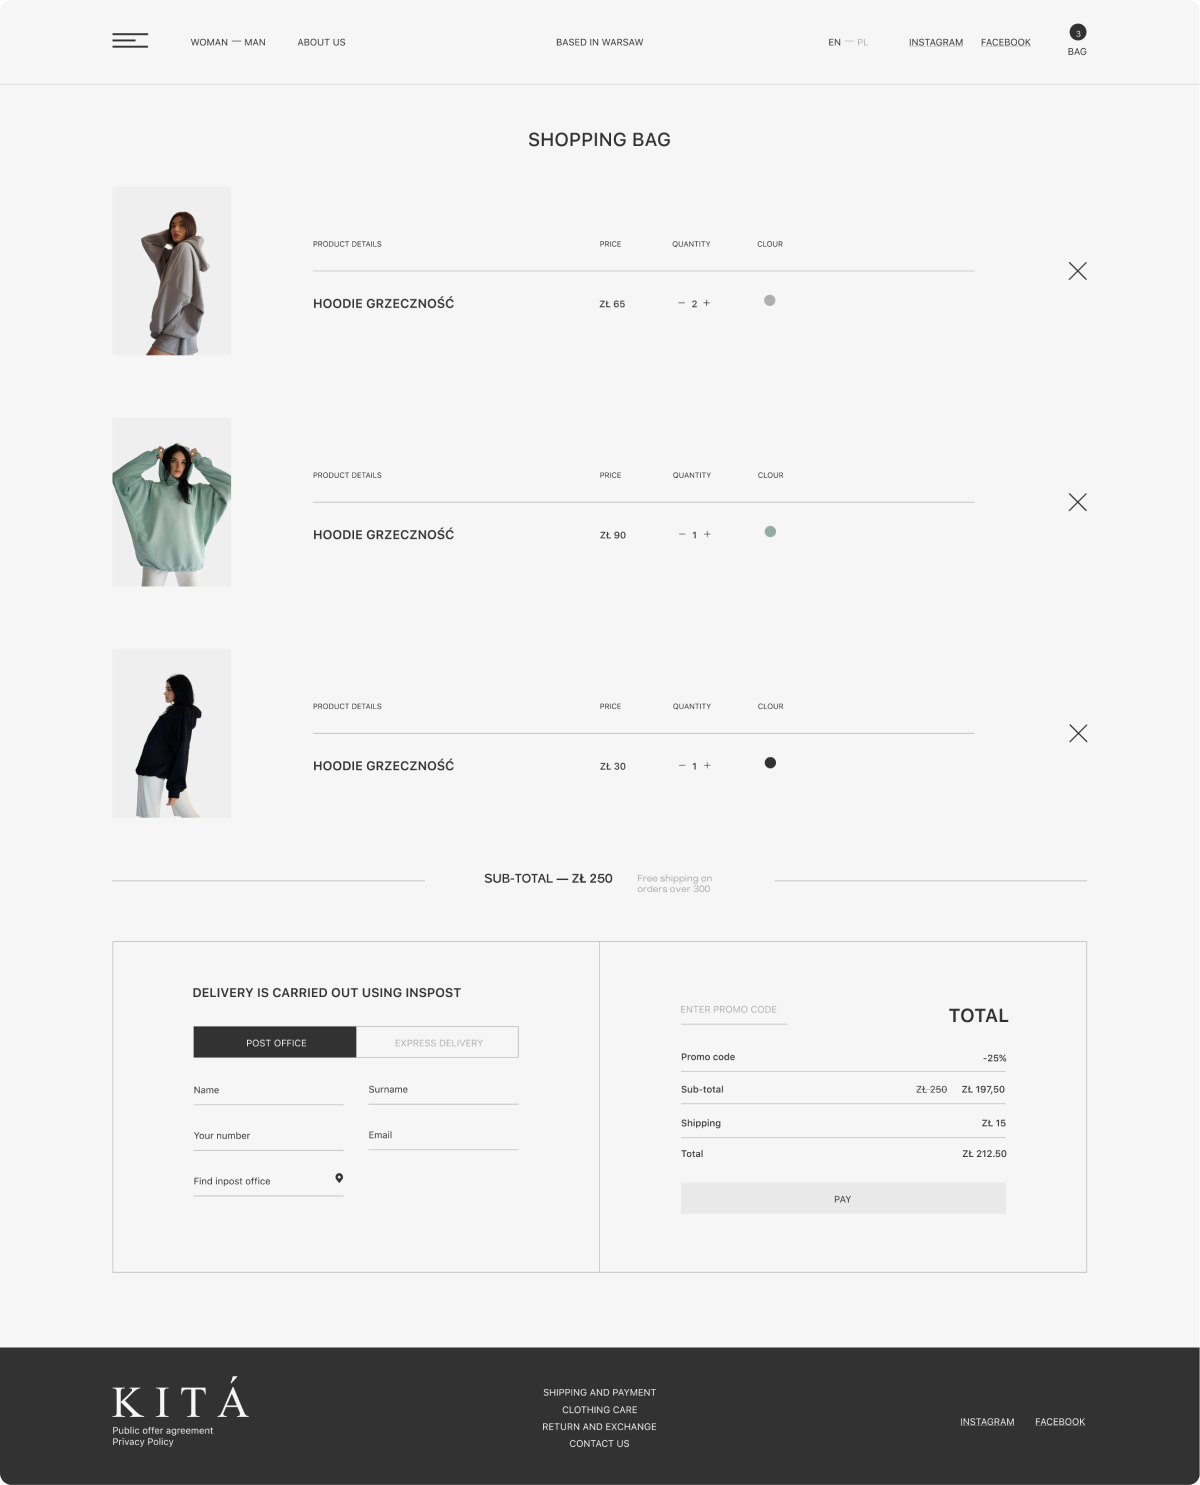 WOMAN — MAN ABOUT US BASED IN WARSAW EN — PL INSTAGRAM FACEBOOK 3
BAG
SHOPPING BAG
PRODUCT DETAILS PRICE QUANTITY CLOUR
HOODIE GRZECZNOŚĆ ZŁ 65 − 2 +
PRODUCT DETAILS PRICE QUANTITY CLOUR
HOODIE GRZECZNOŚĆ ZŁ 90 − 1 +
PRODUCT DETAILS PRICE QUANTITY CLOUR
HOODIE GRZECZNOŚĆ ZŁ 30 − 1 +
SUB-TOTAL — ZŁ 250
Free shipping on
orders over 300
DELIVERY IS CARRIED OUT USING INSPOST
POST OFFICE EXPRESS DELIVERY
Name Surname
Your number Email
Find inpost office
ENTER PROMO CODE TOTAL
Promo code -25%
Sub-total ZŁ 250 ZŁ 197,50
Shipping ZŁ 15
Total ZŁ 212.50
PAY
KITÁ
Public offer agreement
Privacy Policy
SHIPPING AND PAYMENT
CLOTHING CARE
RETURN AND EXCHANGE
CONTACT US
INSTAGRAM FACEBOOK